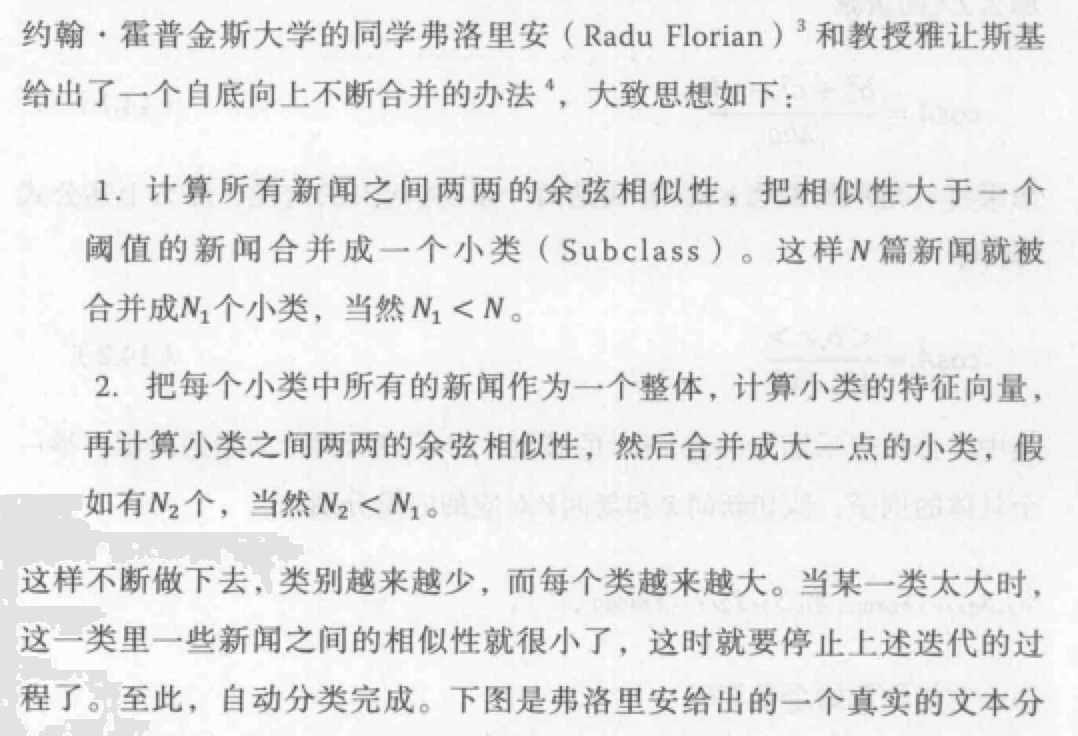 约翰·霍普金斯大学的同学弗洛里安（Radu Florian）³和教授雅让斯基
给出了一个自底向上不断合并的办法⁴，大致思想如下：
1. 计算所有新闻之间两两的余弦相似性，把相似性大于一个
阈值的新闻合并成一个小类（Subclass）。这样N篇新闻就被
合并成N₁个小类，当然N₁ < N。
2. 把每个小类中所有的新闻作为一个整体，计算小类的特征向量，
再计算小类之间两两的余弦相似性，然后合并成大一点的小类，假
如有N₂个，当然N₂ < N₁。
这样不断做下去，类别越来越少，而每个类越来越大。当某一类太大时，
这一类里一些新闻之间的相似性就很小了，这时就要停止上述迭代的过
程了。至此，自动分类完成。下图是弗洛里安给出的一个真实的文本分